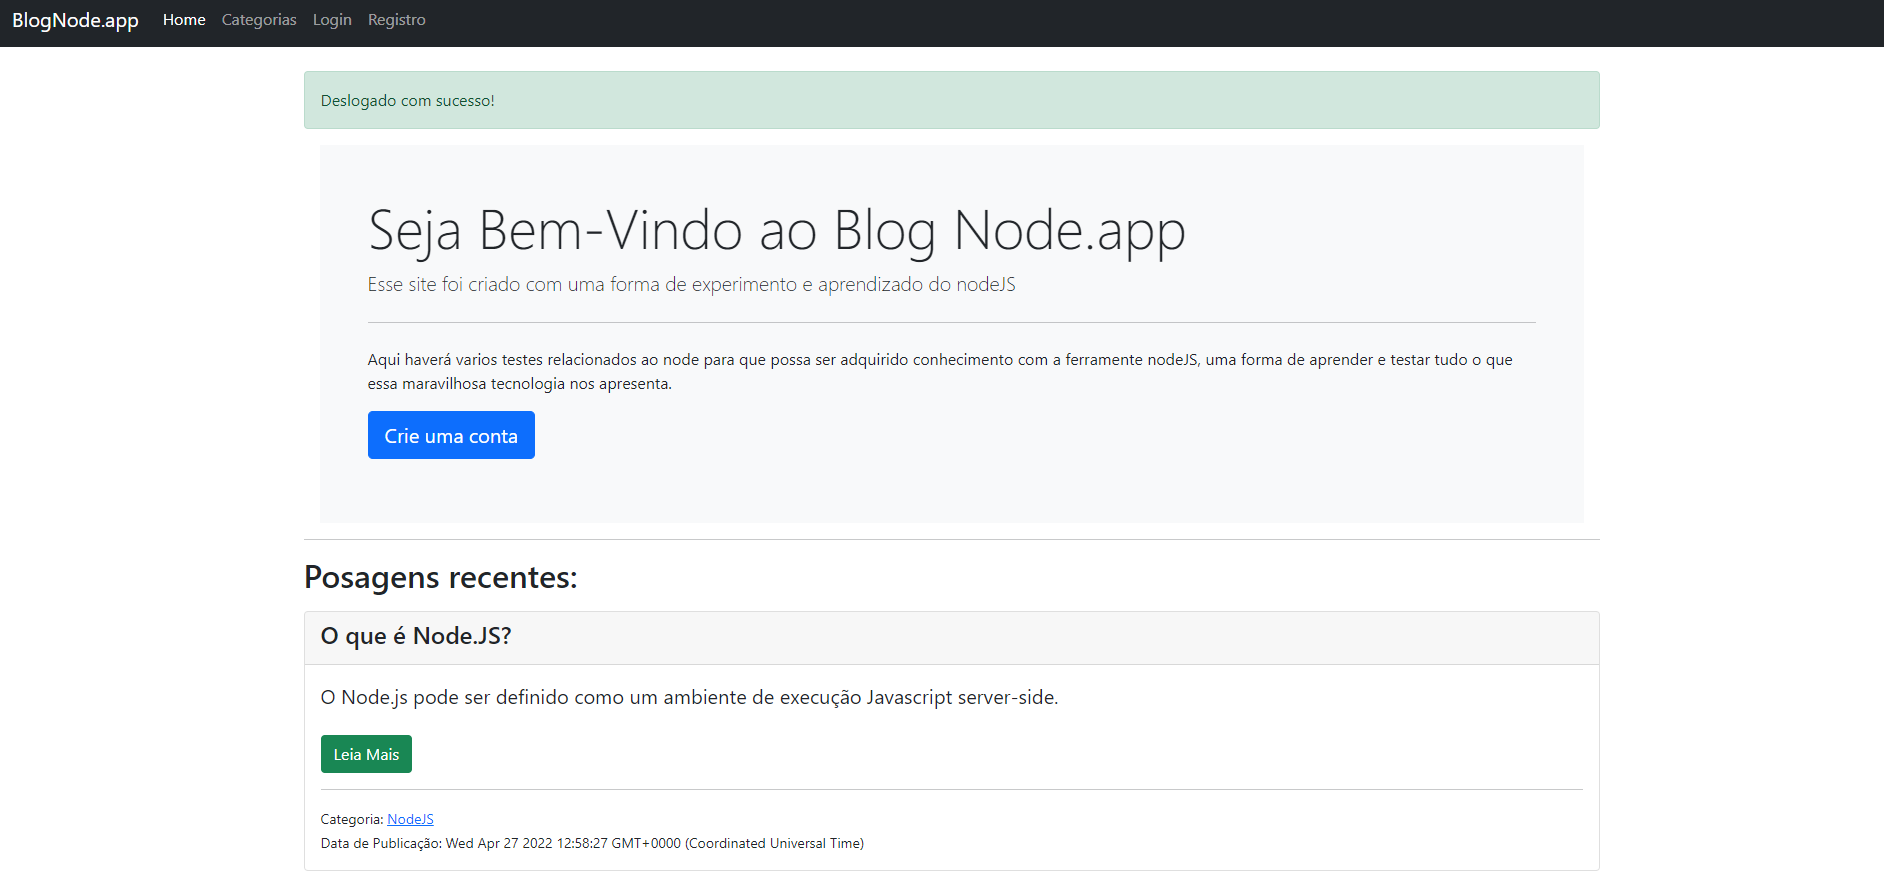 BlogNode.app Home Categorias Login Registro
Deslogado com sucesso!
Seja Bem-Vindo ao Blog Node.app
Esse site foi criado com uma forma de experimento e aprendizado do nodeJS
Aqui haverá varios testes relacionados ao node para que possa ser adquirido conhecimento com a ferramente nodeJS, uma forma de aprender e testar tudo o que
essa maravilhosa tecnologia nos apresenta.
Crie uma conta
Posagens recentes:
O que é Node.JS?
O Node.js pode ser definido como um ambiente de execução Javascript server-side.
Leia Mais
Categoria: NodeJS
Data de Publicação: Wed Apr 27 2022 12:58:27 GMT+0000 (Coordinated Universal Time)